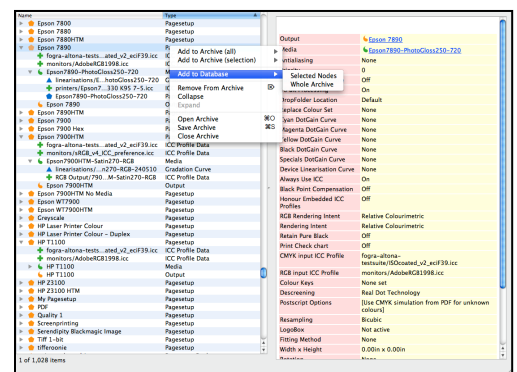 Name Type
Epson 7800 Pagesetup
Epson 7880 Pagesetup
Epson 7880HTM Pagesetup
Epson 7890
fogra-altona-tests...ated_v2_eciF39.icc
monitors/AdobeRGB1998.icc
Epson7890-PhotoGloss250-720
linearisations/E...hotoGloss250-720
printers/Epson7...330 K95 7-5.icc
Epson7890-PhotoGloss250-720
Epson 7890HTM
Epson 7900
Epson 7900 Hex Pagesetup
Epson 7900HTM Pagesetup
fogra-altona-tests...ated_v2_eciF39.icc ICC Profile Data
monitors/sRGB_v4_ICC_preference.icc ICC Profile Data
Epson7900HTM-Satin270-RGB Media
linearisations/...n270-RGB-240510 Gradation Curve
RGB Output/790...M-Satin270-RGB ICC Profile Data
Epson 7900HTM Output
Epson 7900HTM No Media Pagesetup
Epson WT7900 Pagesetup
Epson WT7900HTM Pagesetup
Greyscale Pagesetup
HP Laser Printer Colour Pagesetup
HP Laser Printer Colour - Duplex Pagesetup
HP T1100 Pagesetup
fogra-altona-tests...ated_v2_eciF39.icc ICC Profile Data
monitors/AdobeRGB1998.icc ICC Profile Data
HP T1100 Media
HP T1100 Output
HP Z3100 Pagesetup
HP Z3100 HTM Pagesetup
My Pagesetup Pagesetup
PDF Pagesetup
Quality 1 Pagesetup
Screenprinting Pagesetup
Serendipity Blackmagic Image Pagesetup
Tiff 1-bit Pagesetup
tifferoonie Pagesetup
1 of 1,028 items
Add to Archive (all)
Add to Archive (selection)
Add to Database
Remove From Archive
Collapse
Expand
Open Archive ⌘O
Save Archive ⌘S
Close Archive
Selected Nodes
Whole Archive
Output Epson 7890
Media Epson7890-PhotoGloss250-720
Antialiasing None
0
Off
On
DropFolder Location Default
Replace Colour Set None
Cyan DotGain Curve None
Magenta DotGain Curve None
Yellow DotGain Curve None
Black DotGain Curve None
Specials DotGain Curve None
Device Linearisation Curve None
Always Use ICC On
Black Point Compensation Off
Honour Embedded ICC Off
Profiles
RGB Rendering Intent Relative Colourimetric
Rendering Intent Relative Colourimetric
Retain Pure Black Off
Print Check chart Off
CMYK input ICC Profile fogra-altona-
testsuite/ISOcoated_v2_eciF39.icc
RGB input ICC Profile monitors/AdobeRGB1998.icc
Colour Keys None set
Descreening Real Dot Technology
Postscript Options [Use CMYK simulation from PDF for unknown
colours]
Resampling Bicubic
LogoBox Not active
Fitting Method None
Width x Height 0.00in x 0.00in
Rotation None